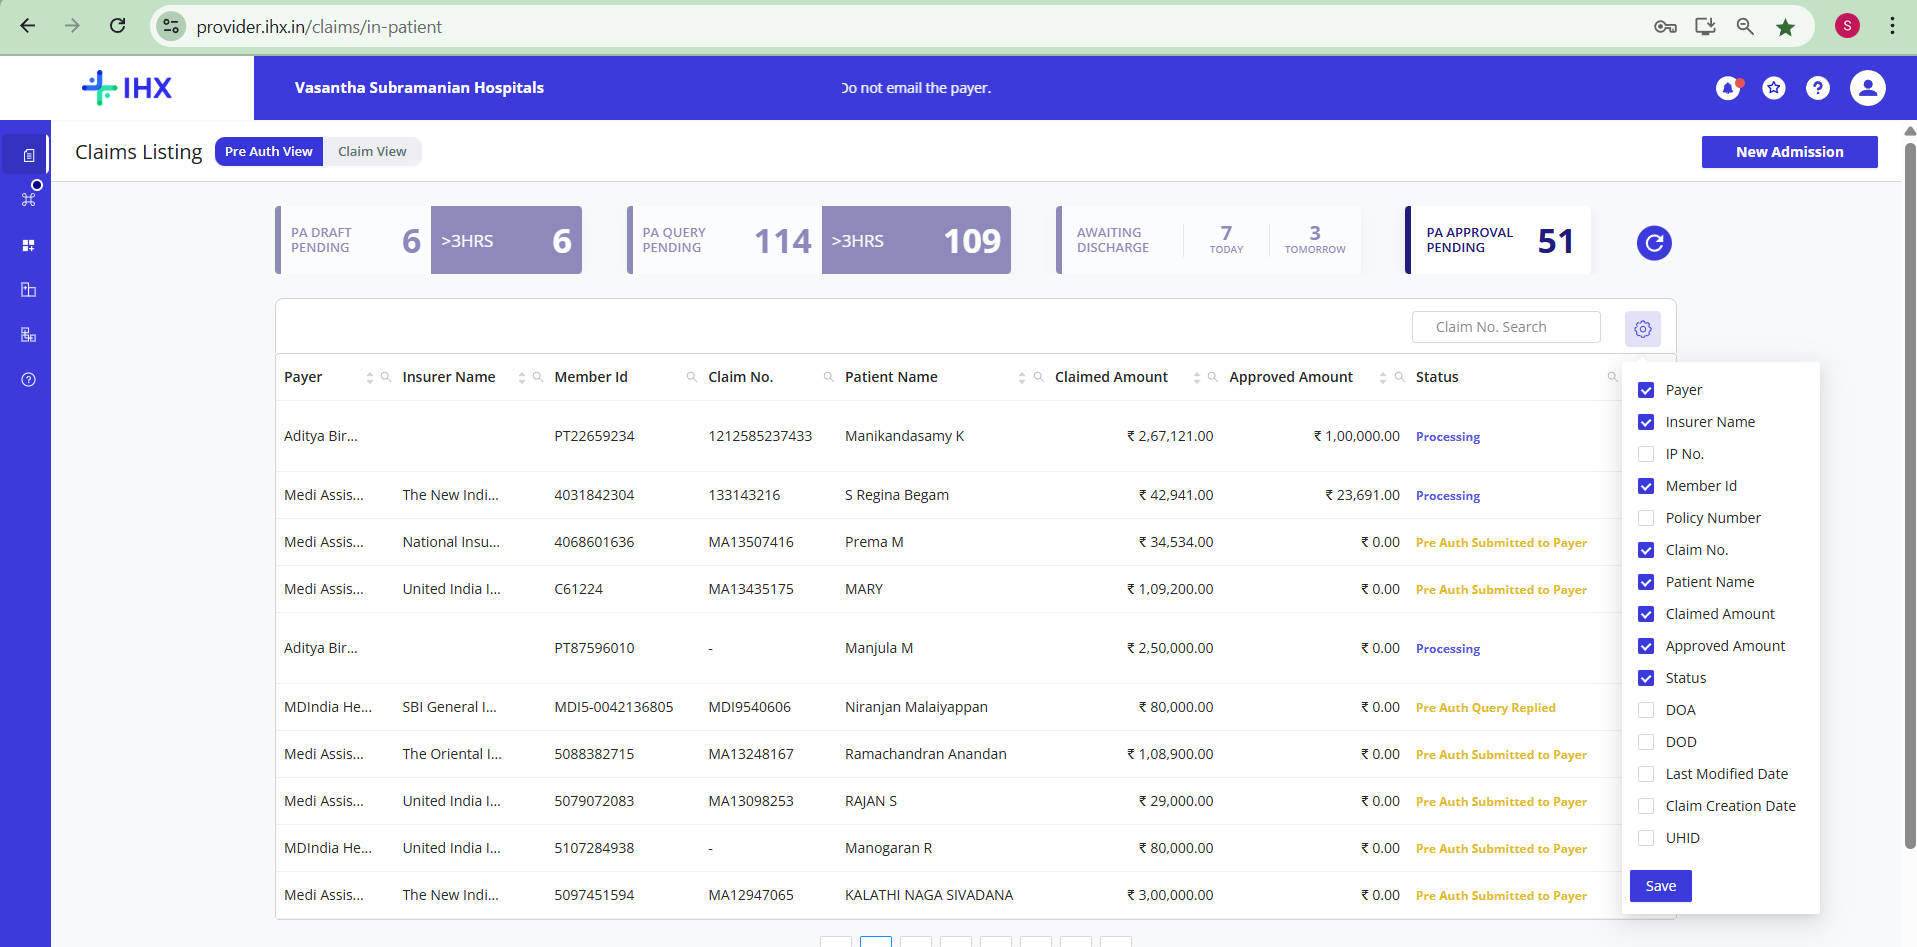 provider.ihx.in/claims/in-patient
S
IHX
Vasantha Subramanian Hospitals
Do not email the payer.
Claims Listing
Pre Auth View
Claim View
New Admission
PA DRAFT PENDING 6 >3HRS 6
PA QUERY PENDING 114 >3HRS 109
AWAITING DISCHARGE 7 TODAY 3 TOMORROW
PA APPROVAL PENDING 51
Claim No. Search
Payer Insurer Name Member Id Claim No. Patient Name Claimed Amount Approved Amount Status
Aditya Bir... PT22659234 1212585237433 Manikandasamy K ₹ 2,67,121.00 ₹ 1,00,000.00 Processing
Medi Assis... The New Indi... 4031842304 133143216 S Regina Begam ₹ 42,941.00 ₹ 23,691.00 Processing
Medi Assis... National Insu... 4068601636 MA13507416 Prema M ₹ 34,534.00 ₹ 0.00 Pre Auth Submitted to Payer
Medi Assis... United India I... C61224 MA13435175 MARY ₹ 1,09,200.00 ₹ 0.00 Pre Auth Submitted to Payer
Aditya Bir... PT87596010 - Manjula M ₹ 2,50,000.00 ₹ 0.00 Processing
MDIndia He... SBI General I... MDI5-0042136805 MDI9540606 Niranjan Malaiyappan ₹ 80,000.00 ₹ 0.00 Pre Auth Query Replied
Medi Assis... The Oriental I... 5088382715 MA13248167 Ramachandran Anandan ₹ 1,08,900.00 ₹ 0.00 Pre Auth Submitted to Payer
Medi Assis... United India I... 5079072083 MA13098253 RAJAN S ₹ 29,000.00 ₹ 0.00 Pre Auth Submitted to Payer
MDIndia He... United India I... 5107284938 - Manogaran R ₹ 80,000.00 ₹ 0.00 Pre Auth Submitted to Payer
Medi Assis... The New Indi... 5097451594 MA12947065 KALATHI NAGA SIVADANA ₹ 3,00,000.00 ₹ 0.00 Pre Auth Submitted to Payer
Payer
Insurer Name
IP No.
Member Id
Policy Number
Claim No.
Patient Name
Claimed Amount
Approved Amount
Status
DOA
DOD
Last Modified Date
Claim Creation Date
UHID
Save